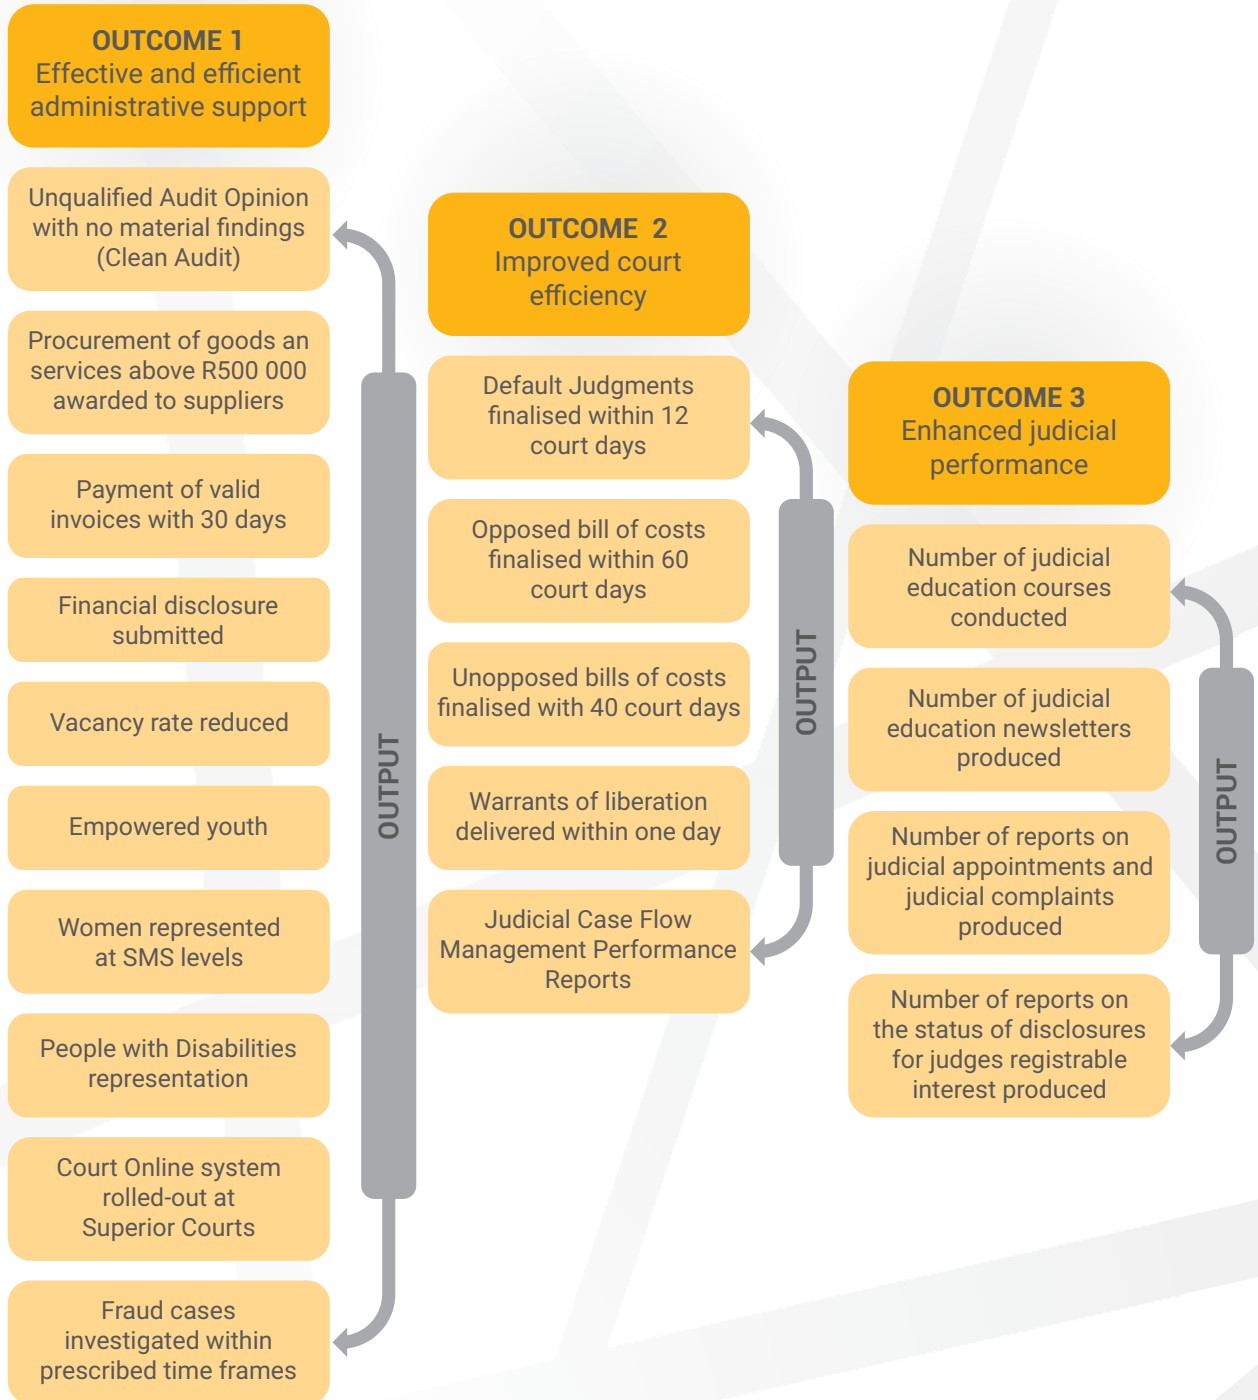 OUTCOME 1
Effective and efficient
administrative support
Unqualified Audit Opinion
with no material findings
(Clean Audit)
Procurement of goods an
services above R500 000
awarded to suppliers
Payment of valid
invoices with 30 days
Financial disclosure
submitted
Vacancy rate reduced
Empowered youth
Women represented
at SMS levels
People with Disabilities
representation
Court Online system
rolled-out at
Superior Courts
Fraud cases
investigated within
prescribed time frames
OUTPUT
OUTCOME 2
Improved court
efficiency
Default Judgments
finalised within 12
court days
Opposed bill of costs
finalised within 60
court days
Unopposed bills of costs
finalised with 40 court days
Warrants of liberation
delivered within one day
Judicial Case Flow
Management Performance
Reports
OUTPUT
OUTCOME 3
Enhanced judicial
performance
Number of judicial
education courses
conducted
Number of judicial
education newsletters
produced
Number of reports on
judicial appointments and
judicial complaints
produced
Number of reports on
the status of disclosures
for judges registrable
interest produced
OUTPUT